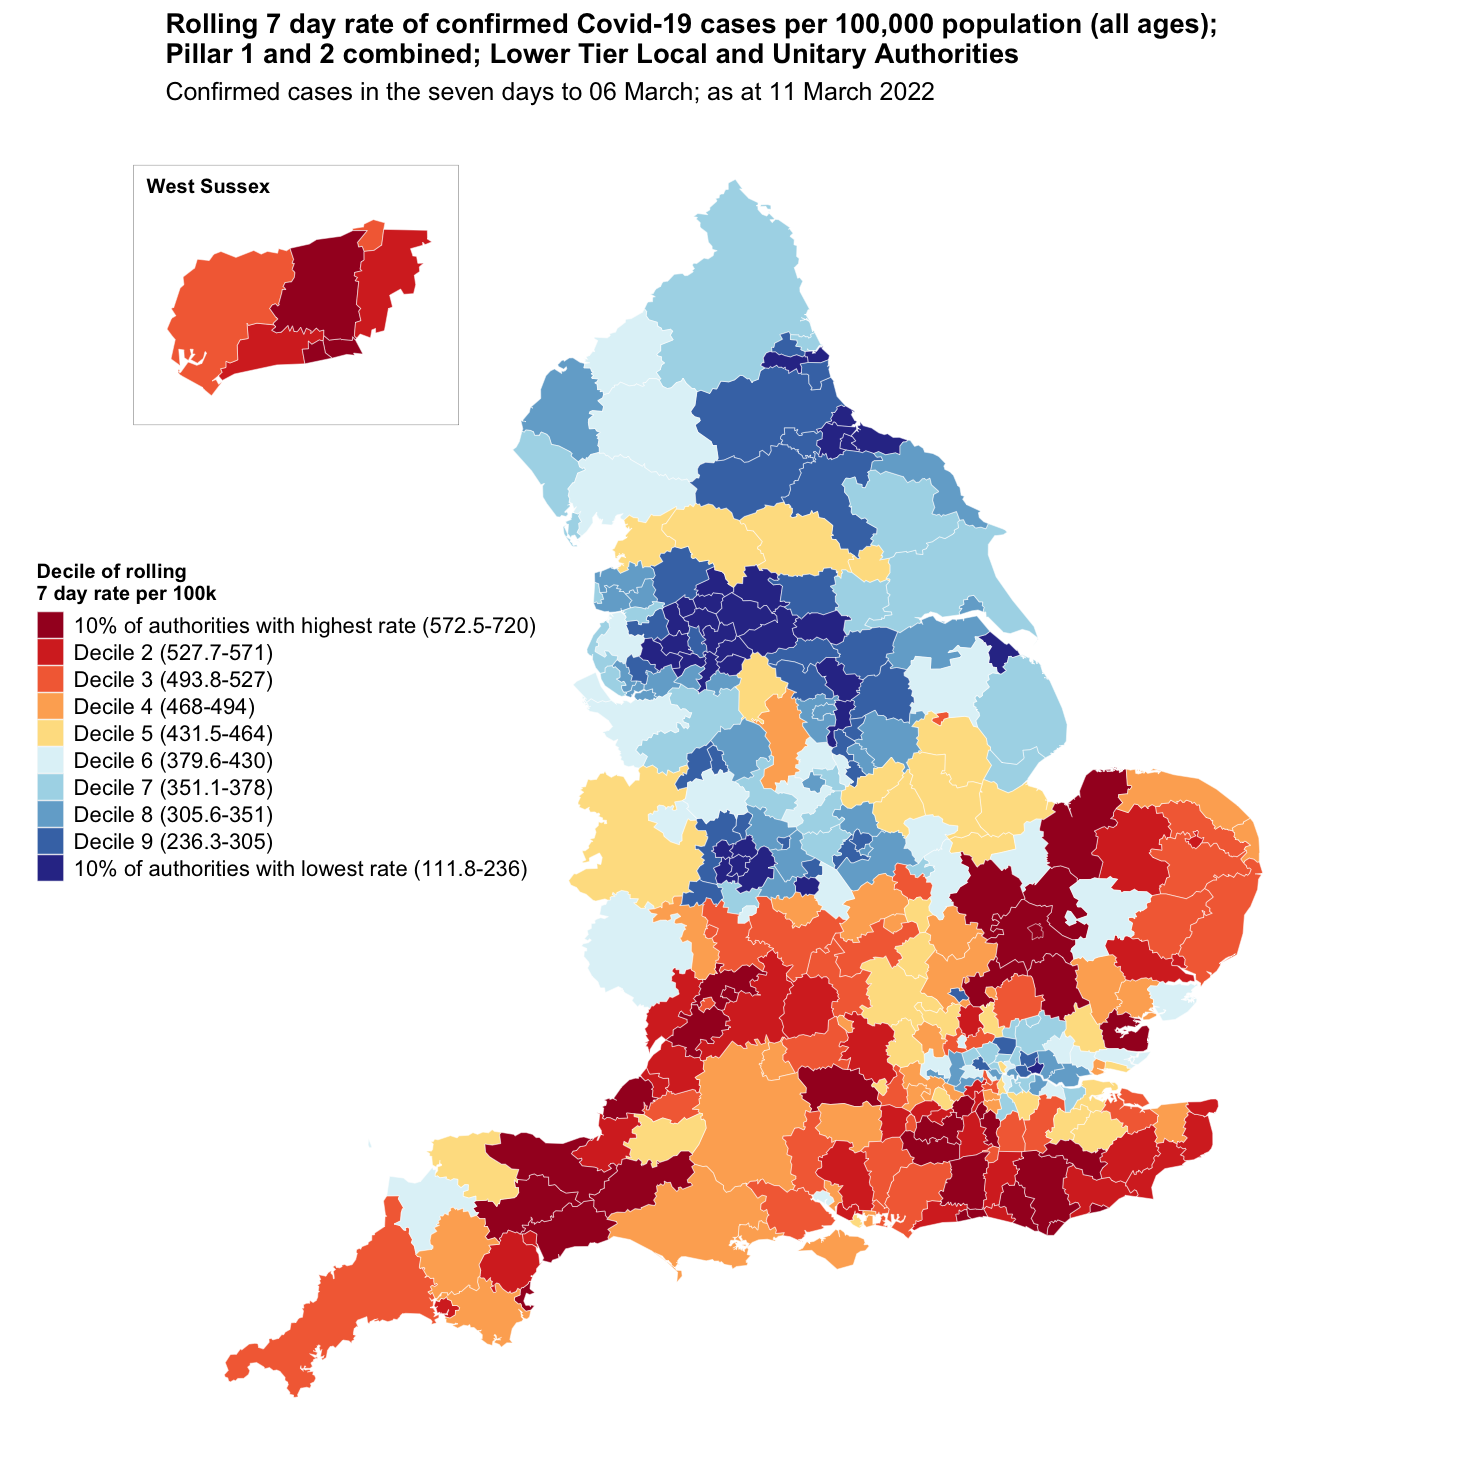 Rolling 7 day rate of confirmed Covid-19 cases per 100,000 population (all ages);
Pillar 1 and 2 combined; Lower Tier Local and Unitary Authorities
Confirmed cases in the seven days to 06 March; as at 11 March 2022
West Sussex
Decile of rolling
7 day rate per 100k
10% of authorities with highest rate (572.5-720)
Decile 2 (527.7-571)
Decile 3 (493.8-527)
Decile 4 (468-494)
Decile 5 (431.5-464)
Decile 6 (379.6-430)
Decile 7 (351.1-378)
Decile 8 (305.6-351)
Decile 9 (236.3-305)
10% of authorities with lowest rate (111.8-236)